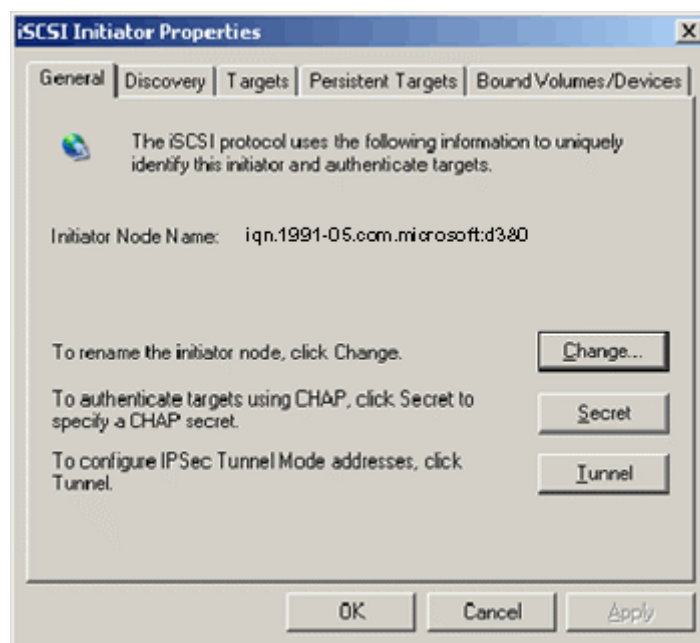 iSCSI Initiator Properties
General Discovery Targets Persistent Targets Bound Volumes/Devices
The iSCSI protocol uses the following information to uniquely
identify this initiator and authenticate targets.
Initiator Node Name: iqn.1991-05.com.microsoft:d380
To rename the initiator node, click Change.
Change...
To authenticate targets using CHAP, click Secret to
specify a CHAP secret.
Secret
To configure IPSec Tunnel Mode addresses, click
Tunnel.
Tunnel
OK Cancel Apply